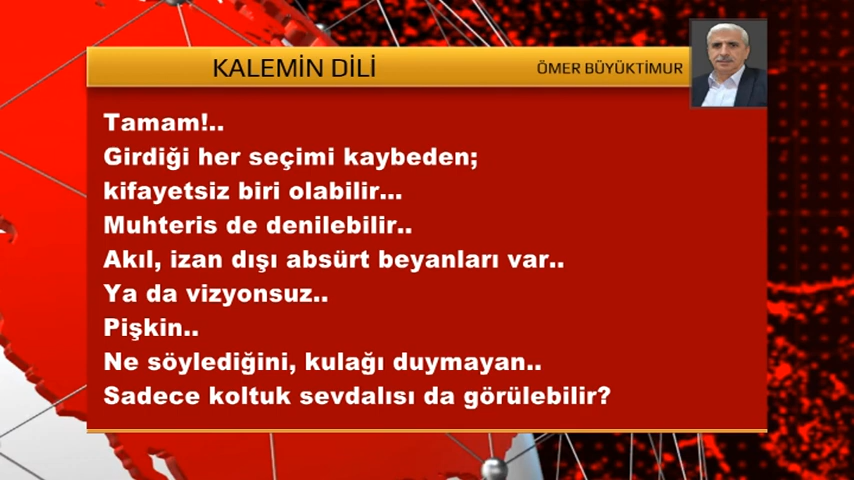 KALEMİN DİLİ
ÖMER BÜYÜKTİMUR
Tamam!..
Girdiği her seçimi kaybeden;
kifayetsiz biri olabilir...
Muhteris de denilebilir..
Akıl, izan dışı absürt beyanları var..
Ya da vizyonsuz..
Pişkin..
Ne söylediğini, kulağı duymayan..
Sadece koltuk sevdalısı da görülebilir?